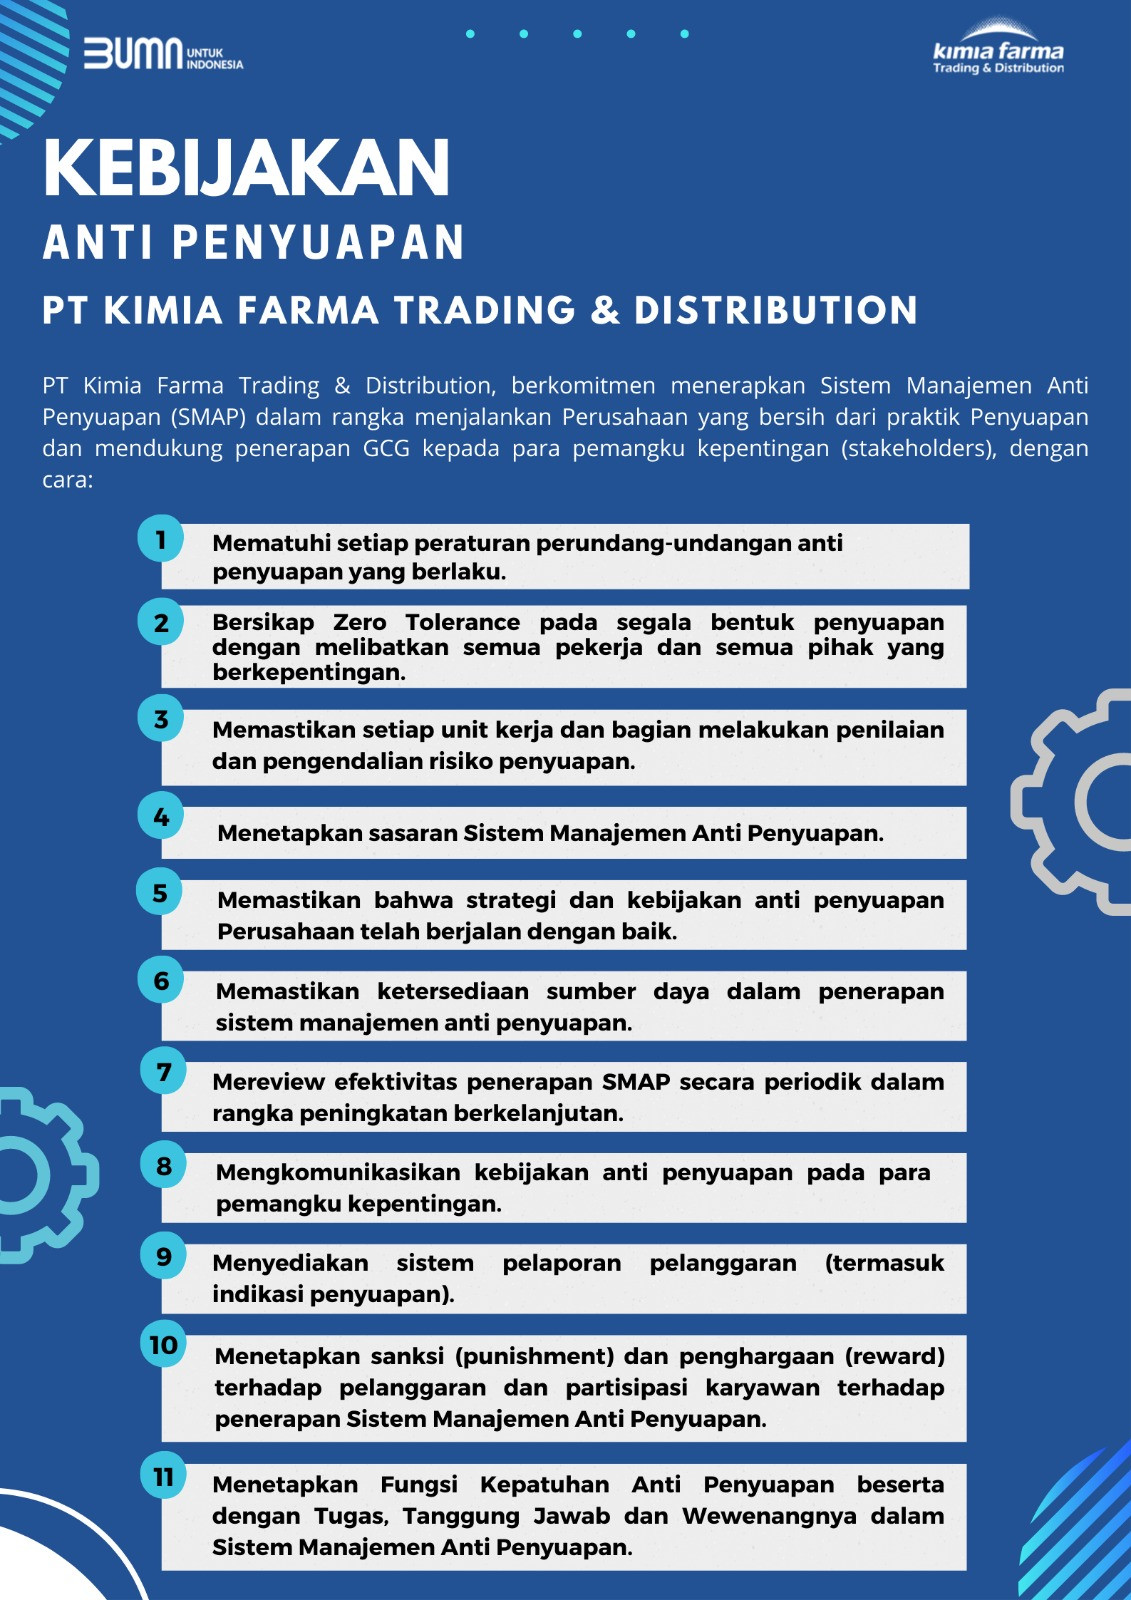 BUMN UNTUK INDONESIA
kimia farma
Trading & Distribution
KEBIJAKAN
ANTI PENYUAPAN
PT KIMIA FARMA TRADING & DISTRIBUTION
PT Kimia Farma Trading & Distribution, berkomitmen menerapkan Sistem Manajemen Anti
Penyuapan (SMAP) dalam rangka menjalankan Perusahaan yang bersih dari praktik Penyuapan
dan mendukung penerapan GCG kepada para pemangku kepentingan (stakeholders), dengan
cara:
1
Mematuhi setiap peraturan perundang-undangan anti
penyuapan yang berlaku.
2
Bersikap Zero Tolerance pada segala bentuk penyuapan
dengan melibatkan semua pekerja dan semua pihak yang
berkepentingan.
3
Memastikan setiap unit kerja dan bagian melakukan penilaian
dan pengendalian risiko penyuapan.
4
Menetapkan sasaran Sistem Manajemen Anti Penyuapan.
5
Memastikan bahwa strategi dan kebijakan anti penyuapan
Perusahaan telah berjalan dengan baik.
6
Memastikan ketersediaan sumber daya dalam penerapan
sistem manajemen anti penyuapan.
7
Mereview efektivitas penerapan SMAP secara periodik dalam
rangka peningkatan berkelanjutan.
8
Mengkomunikasikan kebijakan anti penyuapan pada para
pemangku kepentingan.
9
Menyediakan sistem pelaporan pelanggaran (termasuk
indikasi penyuapan).
10
Menetapkan sanksi (punishment) dan penghargaan (reward)
terhadap pelanggaran dan partisipasi karyawan terhadap
penerapan Sistem Manajemen Anti Penyuapan.
11
Menetapkan Fungsi Kepatuhan Anti Penyuapan beserta
dengan Tugas, Tanggung Jawab dan Wewenangnya dalam
Sistem Manajemen Anti Penyuapan.